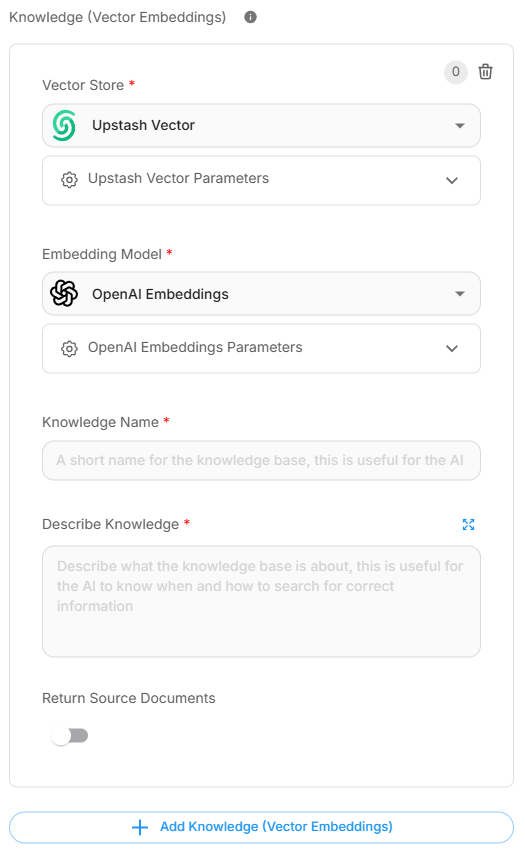 Knowledge (Vector Embeddings)
0
Vector Store *
Upstash Vector
Upstash Vector Parameters
Embedding Model *
OpenAI Embeddings
OpenAI Embeddings Parameters
Knowledge Name *
A short name for the knowledge base, this is useful for the AI
Describe Knowledge *
Describe what the knowledge base is about, this is useful for
the AI to know when and how to search for correct
information
Return Source Documents
Add Knowledge (Vector Embeddings)